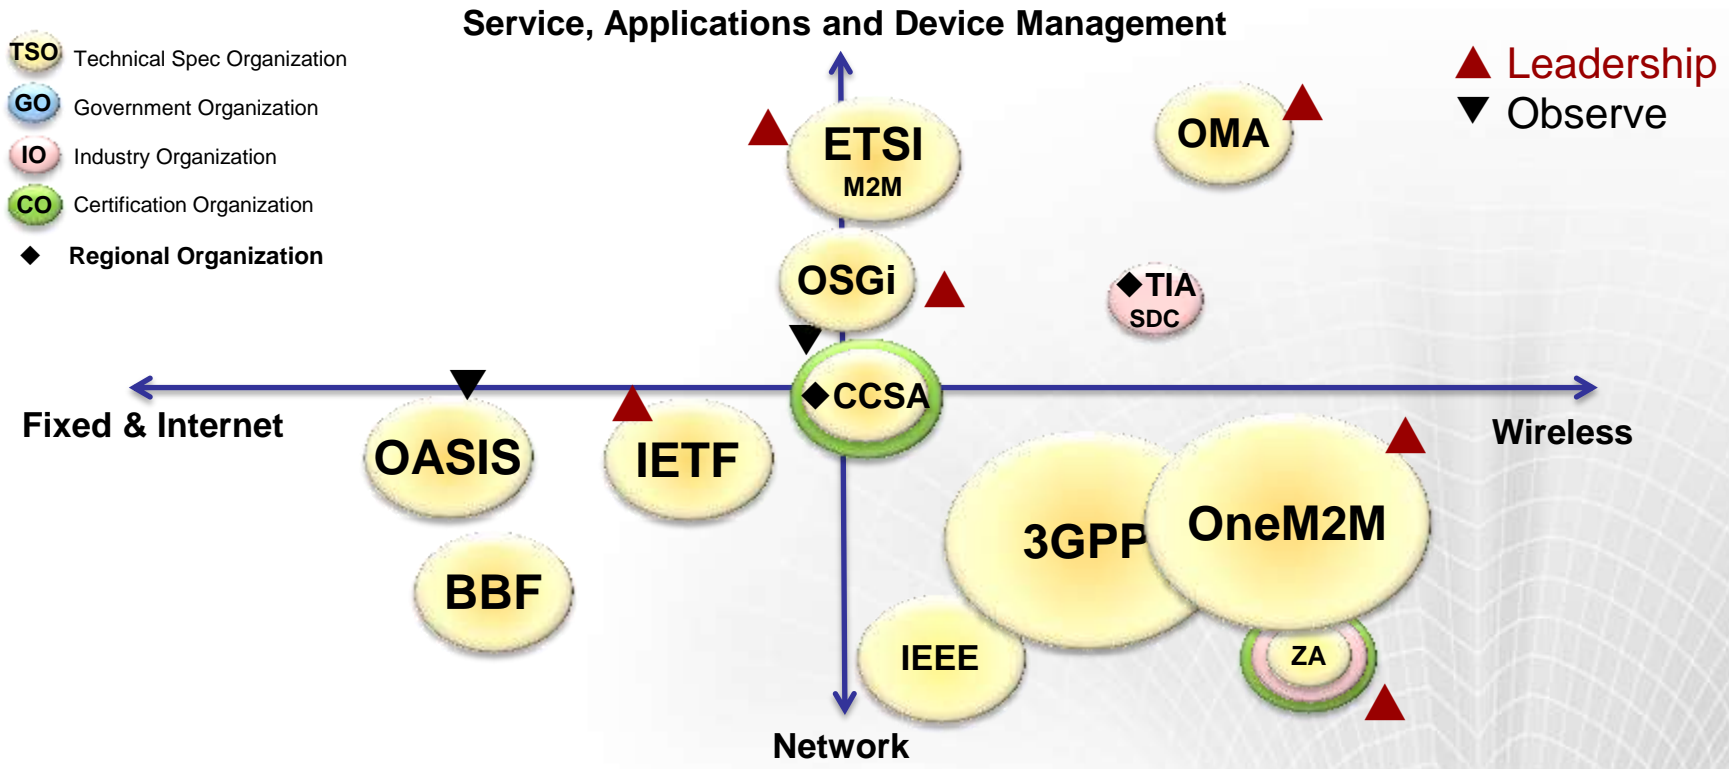 Service, Applications and Device Management
TSO Technical Spec Organization
GO Government Organization
IO Industry Organization
CO Certification Organization
Regional Organization
Leadership
Observe
ETSI
M2M
OMA
OSGi
TIA
SDC
CCSA
Fixed & Internet
Wireless
OASIS
IETF
BBF
3GPP
OneM2M
IEEE
ZA
Network